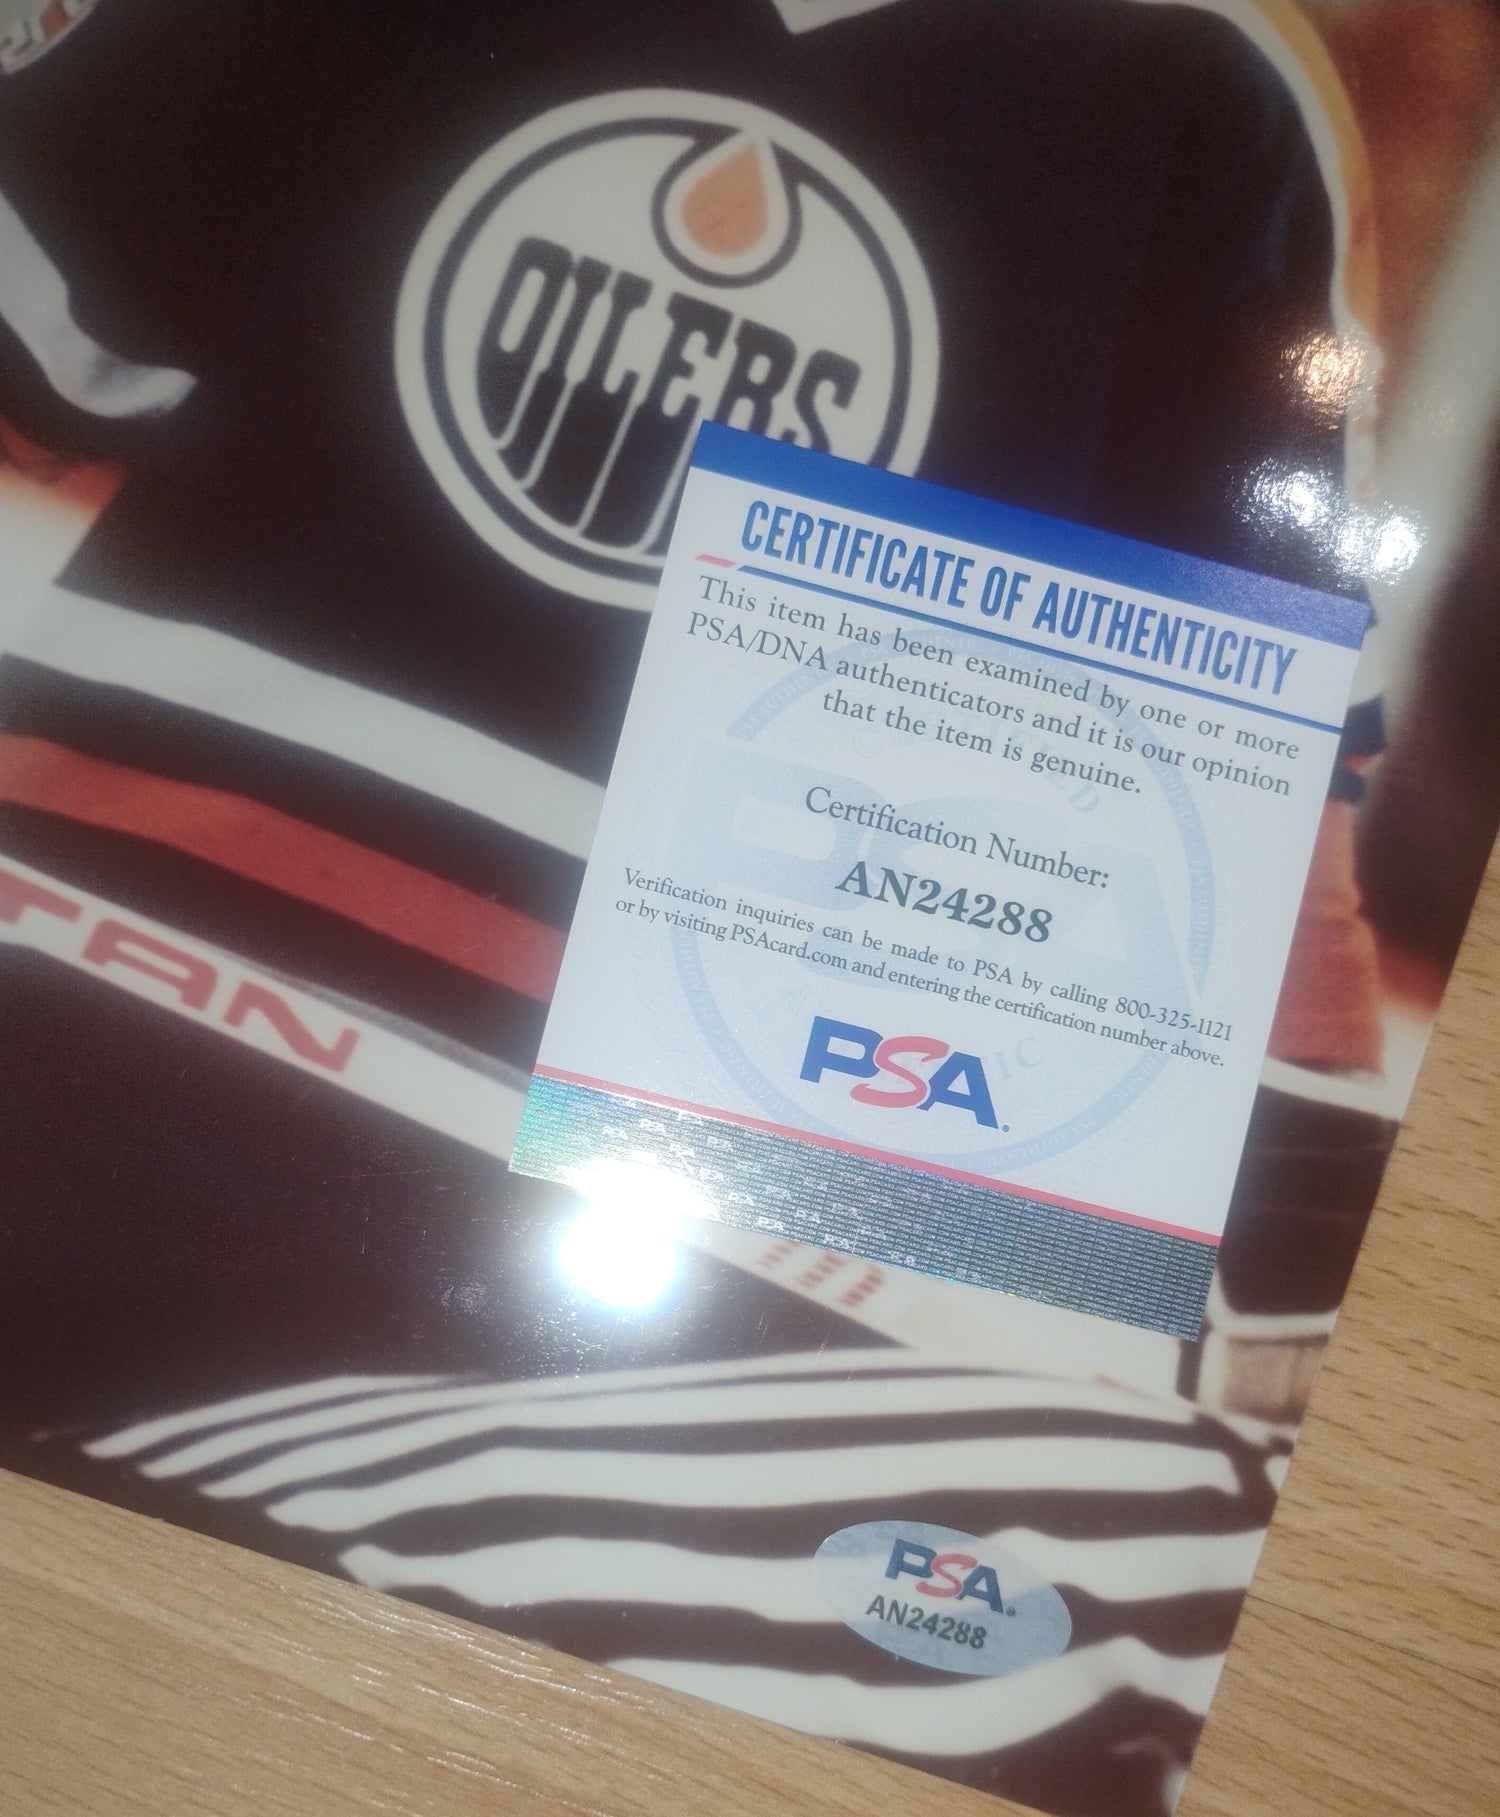 OILERS
CERTIFICATE OF AUTHENTICITY
This item has been examined by one or more
PSA/DNA authenticators and it is our opinion
that the item is genuine.
Certification Number:
AN24288
Verification inquiries can be made to PSA by calling 800-325-1121
or by visiting PSAcard.com and entering the certification number above.
PSA
TAN
PSA
AN24288